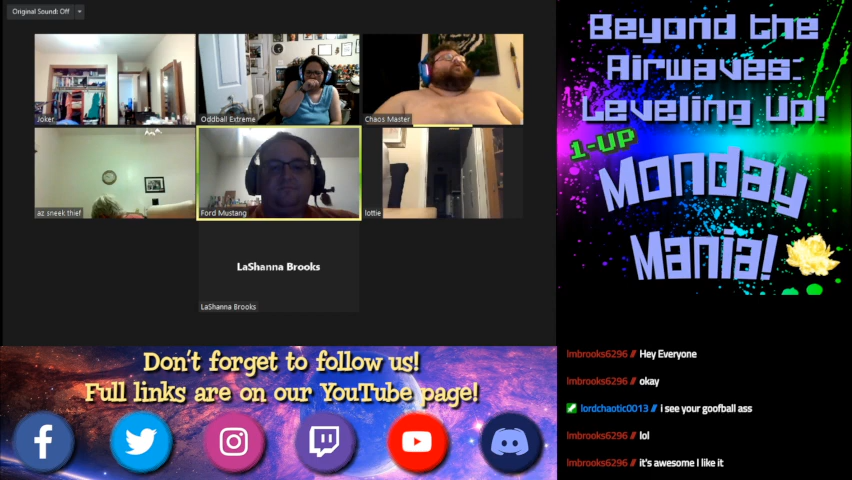 Original Sound: Off
Joker
Oddball Extreme
Chaos Master
az sneek thief
Ford Mustang
lottie
LaShanna Brooks
LaShanna Brooks
Don't forget to follow us!
Full links are on our YouTube page!
Beyond the
Airwaves:
Leveling Up!
1-UP
Monday
Mania!
lmbrooks6296 // Hey Everyone
lmbrooks6296 // okay
lordchaotic0013 // i see your goofball ass
lmbrooks6296 // lol
lmbrooks6296 // it's awesome I like it